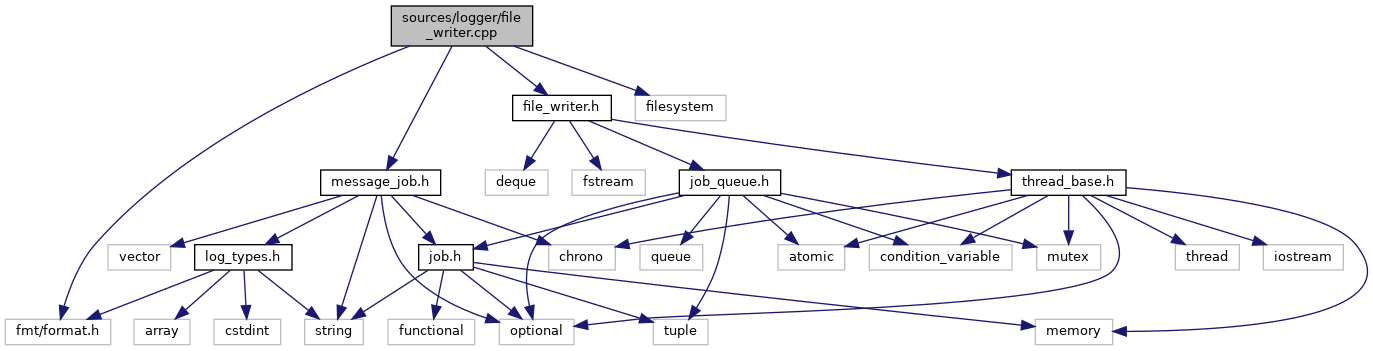 sources/logger/file
_writer.cpp
file_writer.h
filesystem
message_job.h
deque
fstream
job_queue.h
thread_base.h
vector
log_types.h
job.h
chrono
queue
atomic
condition_variable
mutex
thread
iostream
fmt/format.h
array
cstdint
string
functional
optional
tuple
memory